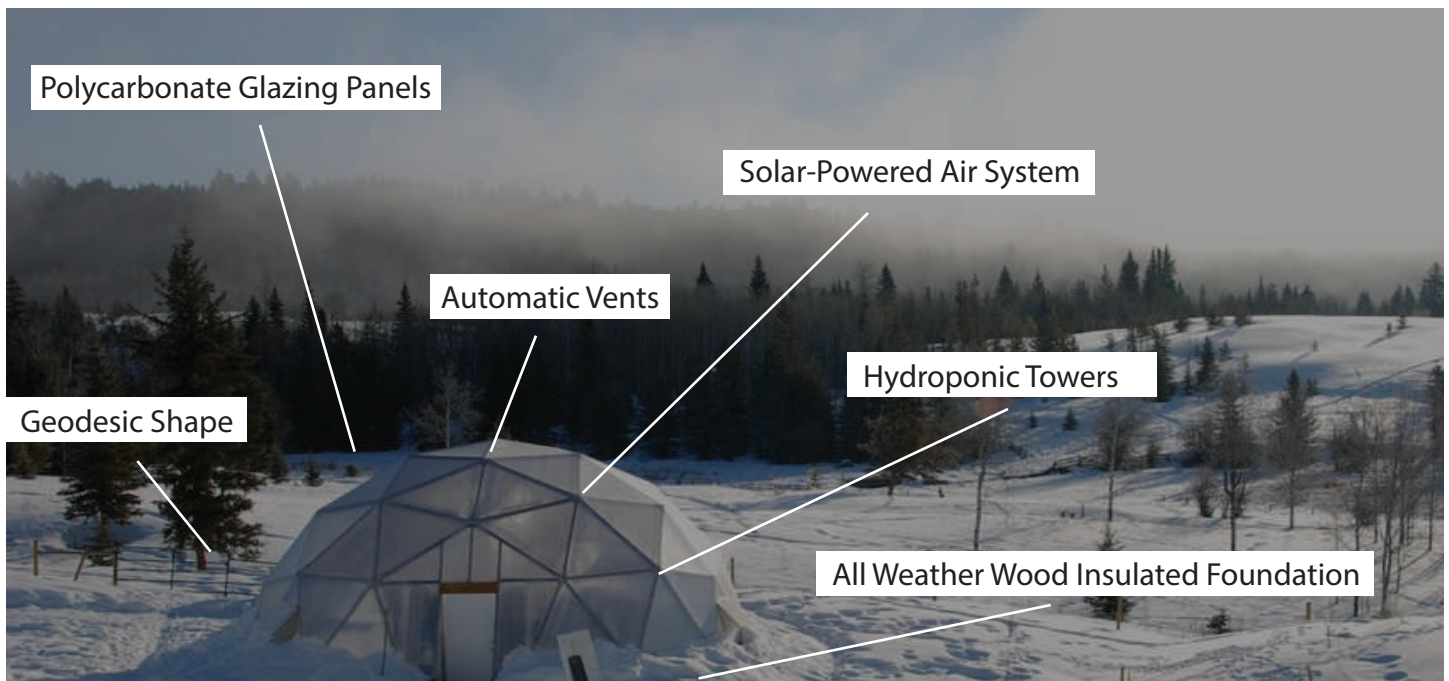 Polycarbonate Glazing Panels
Solar-Powered Air System
Automatic Vents
Hydroponic Towers
Geodesic Shape
All Weather Wood Insulated Foundation